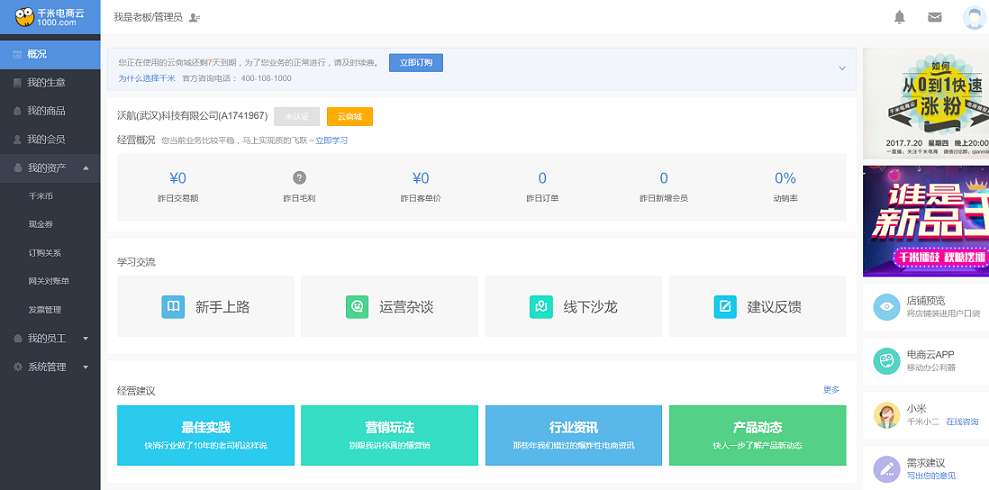 千米电商云
1000.com
我是老板/管理员
概况
我的生意
我的商品
我的会员
我的资产
千米币
现金券
订购关系
网关对账单
发票管理
我的员工
系统管理
您正在使用的云商城还剩7天到期，为了您业务的正常进行，请及时续费。 立即订购
为什么选择千米 官方咨询电话： 400-108-1000
沃航(武汉)科技有限公司(A1741967) 未认证 云商城
经营概况 您当前业务比较平稳，马上实现质的飞跃 – 立即学习
¥0 ? ¥0 0 0 0%
昨日交易额 昨日毛利 昨日客单价 昨日订单 昨日新增会员 动销率
学习交流
新手上路 运营杂谈 线下沙龙 建议反馈
经营建议 更多
最佳实践
快消行业做了10年的老司机这样说
营销玩法
别跟我讲你真的懂营销
行业资讯
那些年我们错过的爆炸性电商资讯
产品动态
快人一步了解产品新动态
如何
从0到1快速
涨粉
2017.7.20 星期四 晚上20:00
谁是
新品王
店铺预览
将店铺装进用户口袋
电商云APP
移动办公利器
小米
千米小二 在线咨询
需求建议
写出您的意见